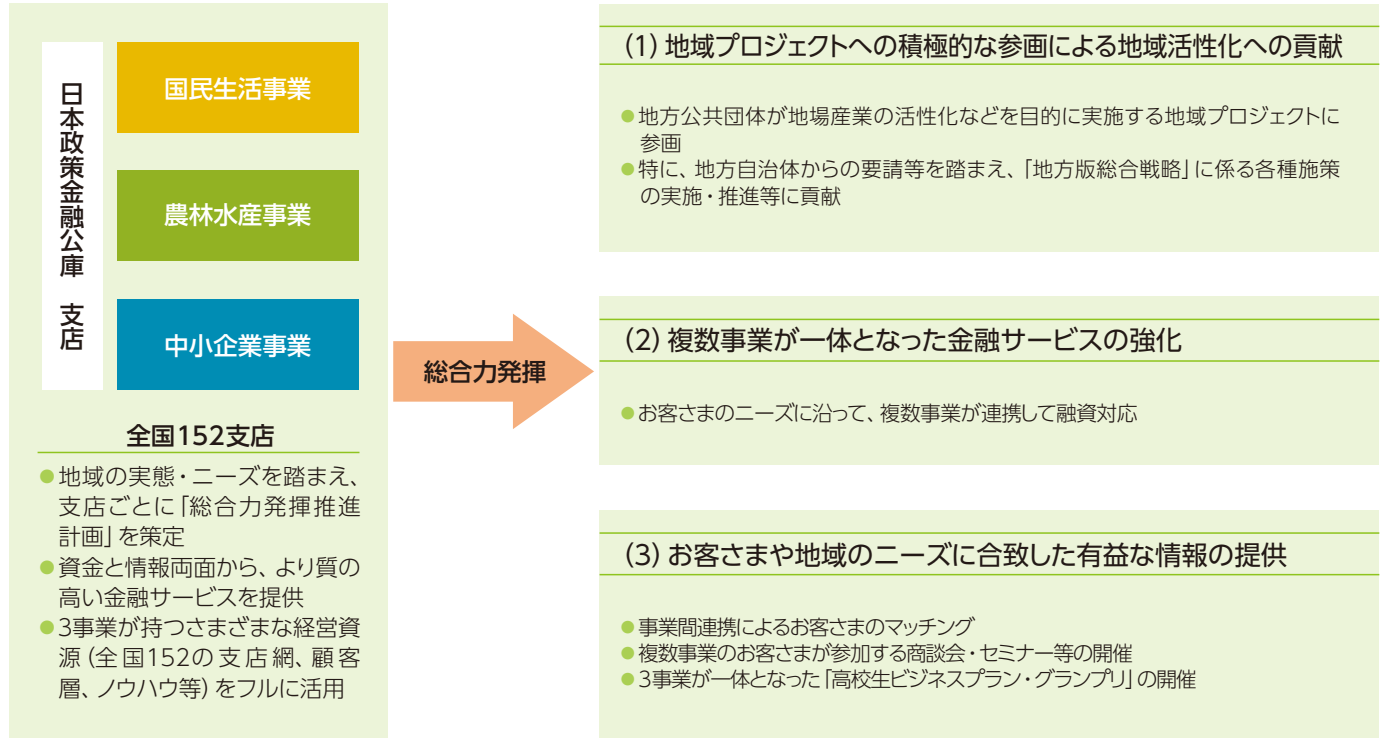 日本政策金融公庫 支店
国民生活事業
農林水産事業
中小企業事業
全国152支店
●地域の実態・ニーズを踏まえ、
支店ごとに「総合力発揮推進
計画」を策定
●資金と情報両面から、より質の
高い金融サービスを提供
●3事業が持つさまざまな経営資
源(全国152の支店網、顧客
層、ノウハウ等)をフルに活用
総合力発揮
(1)地域プロジェクトへの積極的な参画による地域活性化への貢献
●地方公共団体が地場産業の活性化などを目的に実施する地域プロジェクトに
参画
●特に、地方自治体からの要請等を踏まえ、「地方版総合戦略」に係る各種施策
の実施・推進等に貢献
(2)複数事業が一体となった金融サービスの強化
●お客さまのニーズに沿って、複数事業が連携して融資対応
(3)お客さまや地域のニーズに合致した有益な情報の提供
●事業間連携によるお客さまのマッチング
●複数事業のお客さまが参加する商談会・セミナー等の開催
●3事業が一体となった「高校生ビジネスプラン・グランプリ」の開催